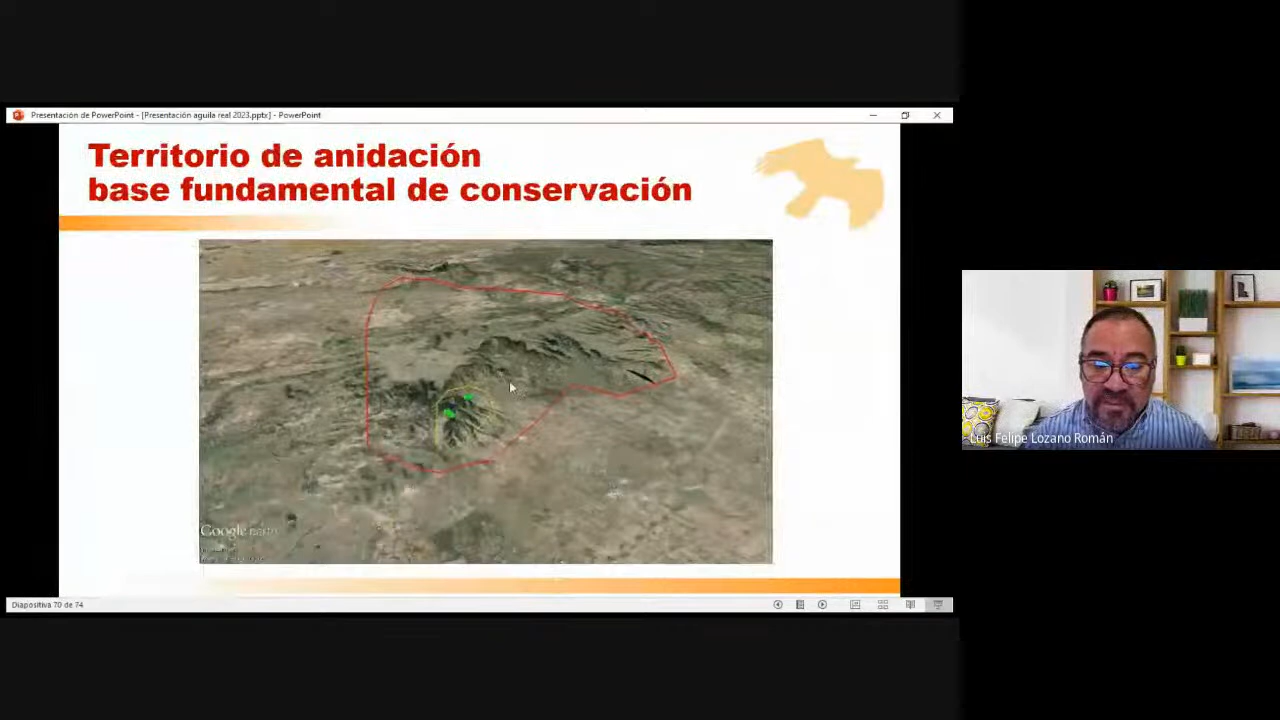 Presentación de PowerPoint - [Presentación aguila real 2023.pptx] - PowerPoint
Territorio de anidación
base fundamental de conservación
Google earth
Luis Felipe Lozano Román
Diapositiva 70 de 74